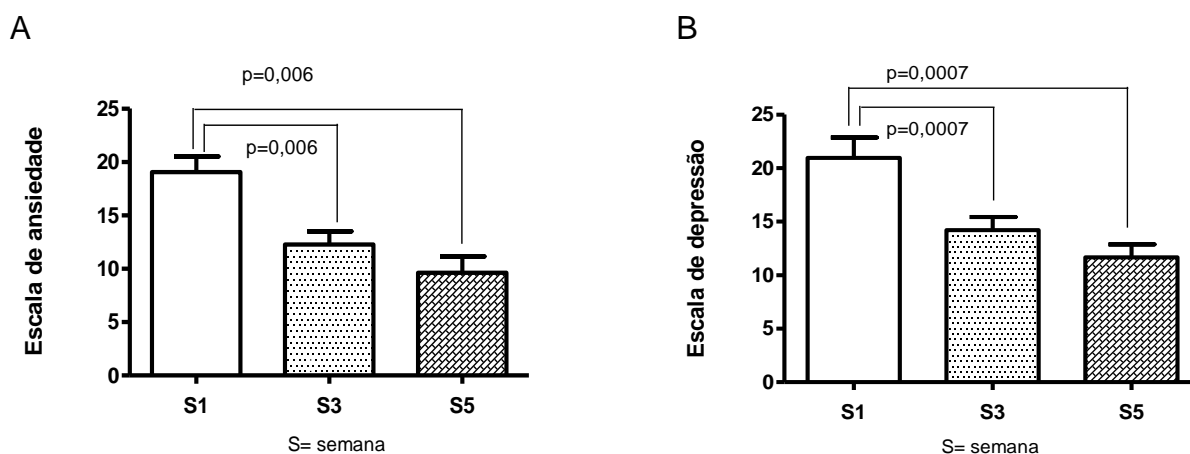 A
p=0,006
p=0,006
Escala de ansiedade
25
20
15
10
5
0
S1 S3 S5
S= semana
B
p=0,0007
p=0,0007
Escala de depressão
25
20
15
10
5
0
S1 S3 S5
S= semana